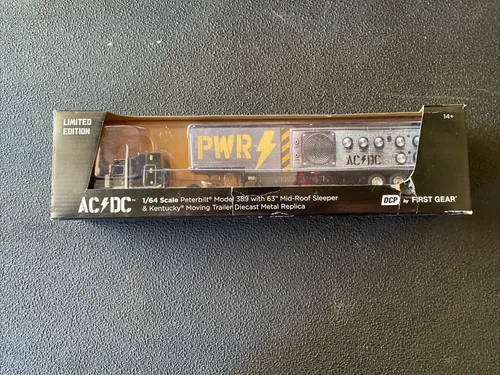 LIMITED
EDITION
14+
PWR
AC/DC
AC/DC™ 1/64 Scale Peterbilt® Model 389 with 63" Mid-Roof Sleeper
& Kentucky® Moving Trailer Diecast Metal Replica
DCP by FIRST GEAR®